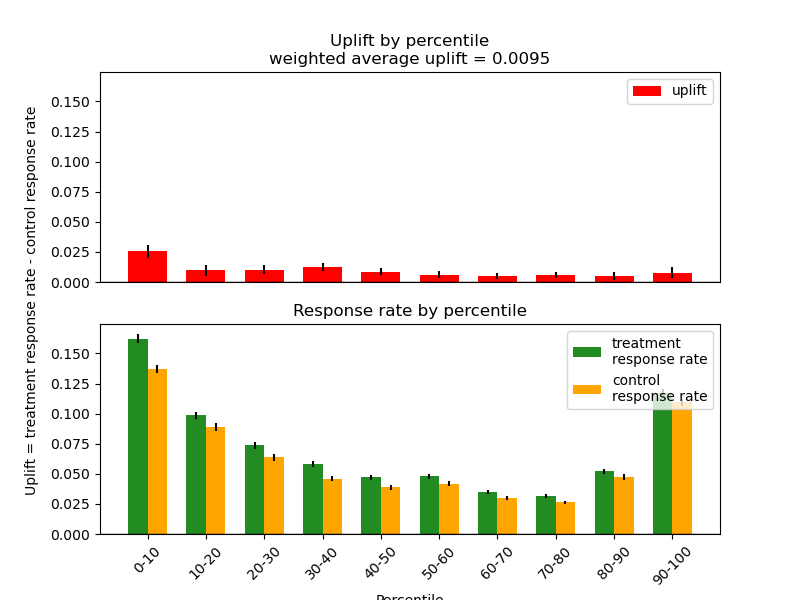 Uplift by percentile
weighted average uplift = 0.0095
Uplift = treatment response rate - control response rate
0.150
0.125
0.100
0.075
0.050
0.025
0.000
uplift
Response rate by percentile
0.150
0.125
0.100
0.075
0.050
0.025
0.000
treatment
response rate
control
response rate
0-10
10-20
20-30
30-40
40-50
50-60
60-70
70-80
80-90
90-100
Percentile